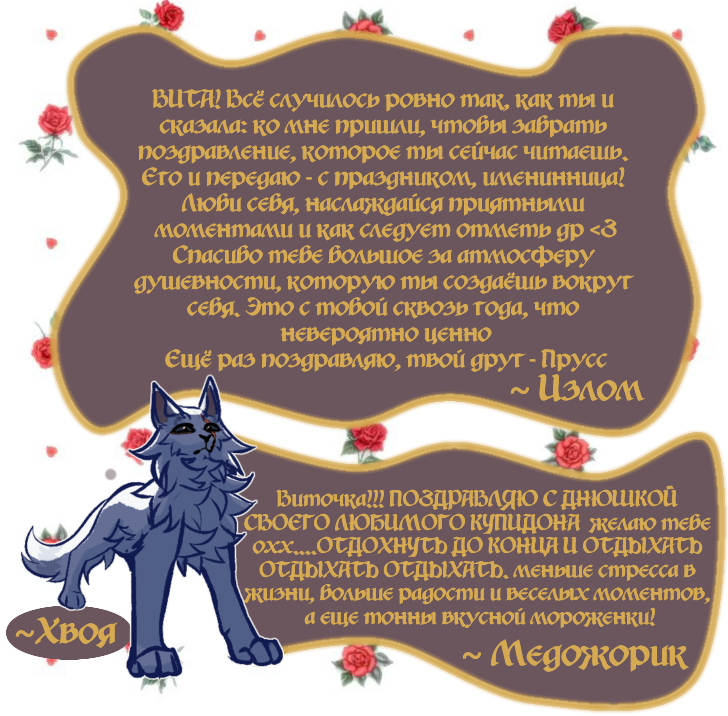 ВИТА! Всё случилось ровно так, как ты и
сказала: ко мне пришли, чтобы забрать
поздравление, которое ты сейчас читаешь.
Его и передаю - с праздником, именинница!
Люби себя, наслаждайся приятными
моментами и как следует отметь др <3
Спасибо тебе большое за атмосферу
душевности, которую ты создаёшь вокруг
себя. Это с тобой сквозь года, что
невероятно ценно
Ещё раз поздравляю, твой друг - Прусс
~ Излом
Виточка!!! ПОЗДРАВЛЯЮ С ДНЮШКОЙ
СВОЕГО ЛЮБИМОГО КУПИДОНА желаю тебе
охх....ОТДОХНУТЬ ДО КОНЦА И ОТДЫХАТЬ
ОТДЫХАТЬ ОТДЫХАТЬ. меньше стресса в
жизни, больше радости и веселых моментов,
а еще тонны вкусной мороженки!
~ Медожорик
~Хвоя